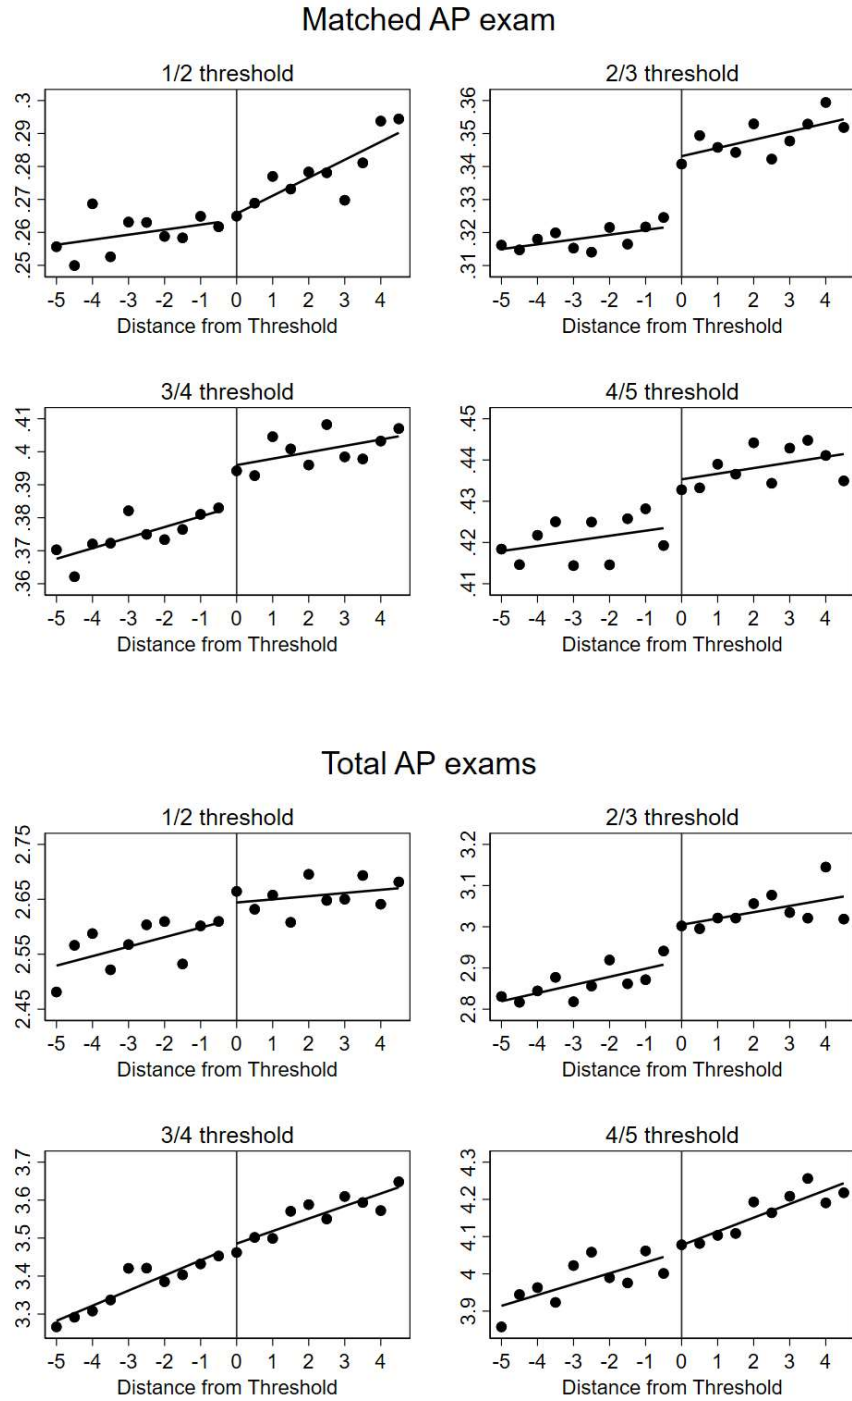 Matched AP exam
1/2 threshold
.3
.29
.28
.27
.26
.25
-5 -4 -3 -2 -1 0 1 2 3 4
Distance from Threshold
2/3 threshold
.36
.35
.34
.33
.32
.31
-5 -4 -3 -2 -1 0 1 2 3 4
Distance from Threshold
3/4 threshold
.41
.4
.39
.38
.37
.36
-5 -4 -3 -2 -1 0 1 2 3 4
Distance from Threshold
4/5 threshold
.45
.44
.43
.42
.41
-5 -4 -3 -2 -1 0 1 2 3 4
Distance from Threshold
Total AP exams
1/2 threshold
2.75
2.65
2.55
2.45
-5 -4 -3 -2 -1 0 1 2 3 4
Distance from Threshold
2/3 threshold
3.2
3.1
3
2.9
2.8
-5 -4 -3 -2 -1 0 1 2 3 4
Distance from Threshold
3/4 threshold
3.7
3.6
3.5
3.4
3.3
-5 -4 -3 -2 -1 0 1 2 3 4
Distance from Threshold
4/5 threshold
4.3
4.2
4.1
4
3.9
-5 -4 -3 -2 -1 0 1 2 3 4
Distance from Threshold